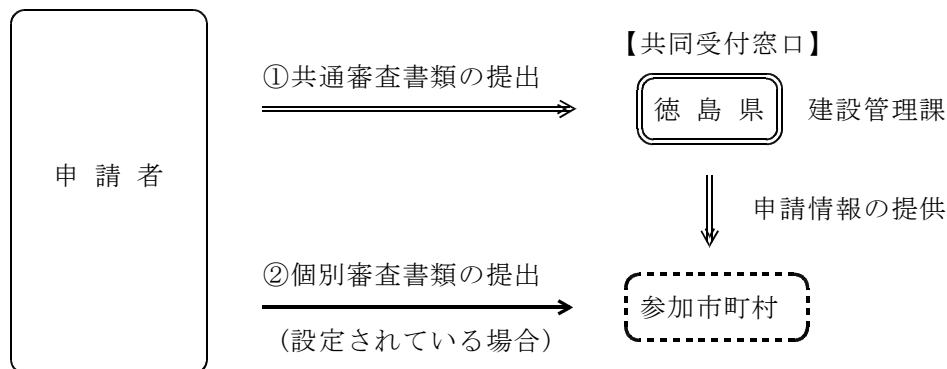 【共同受付窓口】
①共通審査書類の提出
徳 島 県 建設管理課
申 請 者
申請情報の提供
②個別審査書類の提出
参加市町村
（設定されている場合）